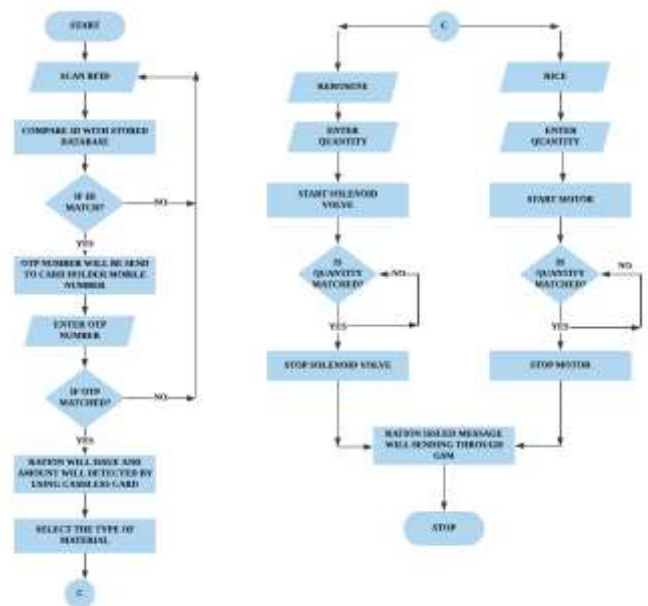 START
SCAN RFID
COMPARE ID WITH STORED
DATABASE
IF ID
MATCH?
NO
YES
OTP NUMBER WILL BE SEND
TO CARD HOLDER MOBILE
NUMBER
ENTER OTP
NUMBER
IF OTP
MATCHED?
NO
YES
RATION WILL ISSUE AND
AMOUNT WILL DETECTED BY
USING CASHLESS CARD
SELECT THE TYPE OF
MATERIAL
C
C
KEROSINE
ENTER
QUANTITY
START SOLENOID
VOLVE
IS
QUANTITY
MATCHED?
NO
YES
STOP SOLENOID VOLVE
RICE
ENTER
QUANTITY
START MOTOR
IS
QUANTITY
MATCHED?
NO
YES
STOP MOTOR
RATION ISSUED MESSAGE
WILL SENDING THROUGH
GSM
STOP